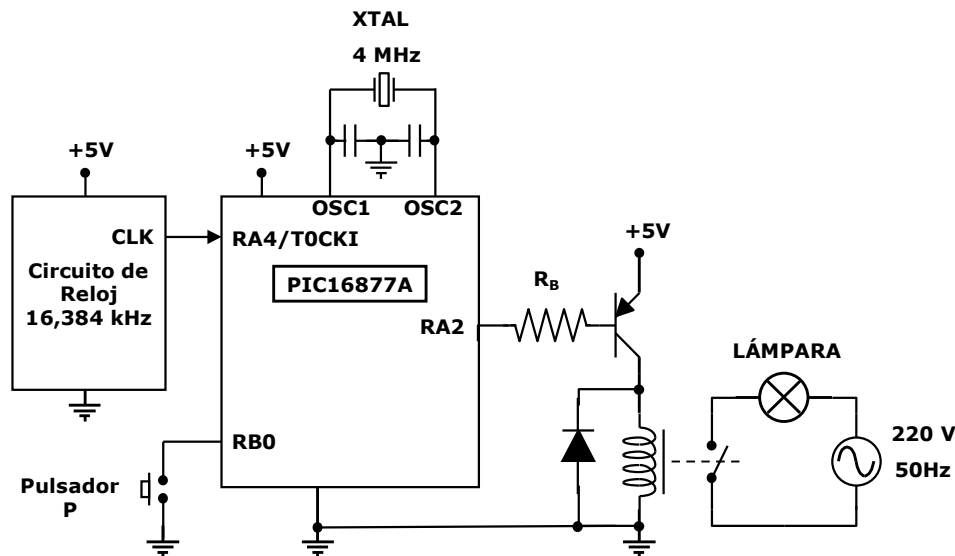 XTAL
4 MHz
+5V
+5V
OSC1 OSC2
CLK
RA4/T0CKI
+5V
Circuito de
Reloj
16,384 kHz
PIC16877A
RB
RA2
LÁMPARA
220 V
50Hz
RB0
Pulsador
P